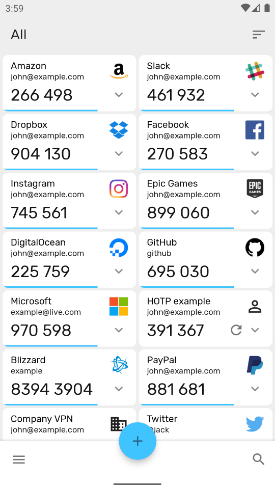 3:59
All
Amazon
john@example.com
266 498
Slack
john@example.com
461 932
Dropbox
john@example.com
904 130
Facebook
john@example.com
270 583
Instagram
john@example.com
745 561
Epic Games
john@example.com
899 060
EPIC
GAMES
DigitalOcean
john@example.com
225 759
GitHub
github
695 030
Microsoft
example@live.com
970 598
HOTP example
john@example.com
391 367
Blizzard
example
8394 3904
PayPal
john@example.com
881 681
Company VPN
john@example.com
Twitter